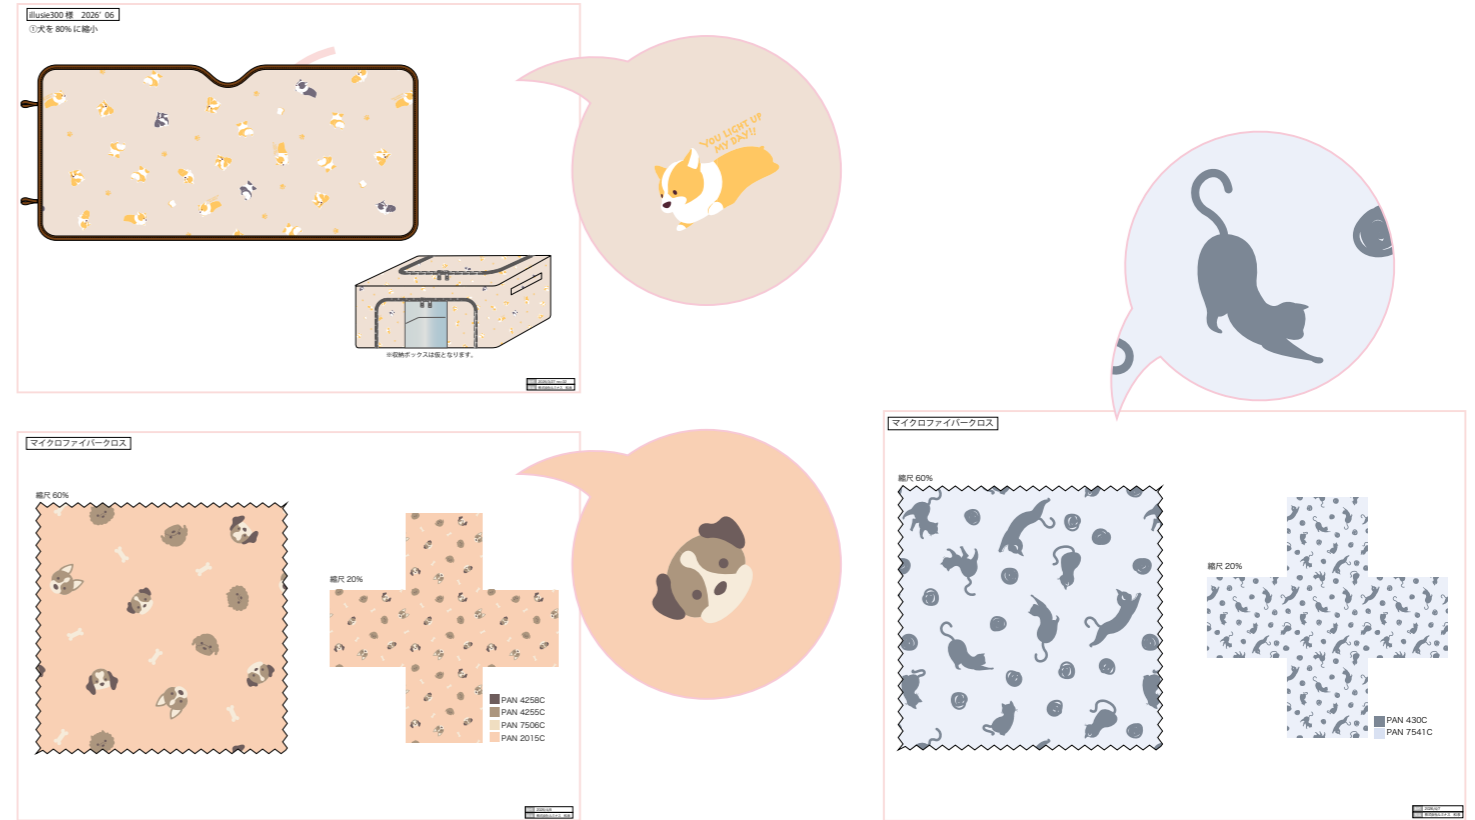 illusie300 様　2026' 06
①犬を 80% に縮小
YOU LIGHT UP
MY DAY!!
※収納ボックスは仮となります。
マイクロファイバークロス
縮尺 60%
縮尺 20%
PAN 4258C
PAN 4255C
PAN 7506C
PAN 2015C
マイクロファイバークロス
縮尺 60%
縮尺 20%
PAN 430C
PAN 7541C